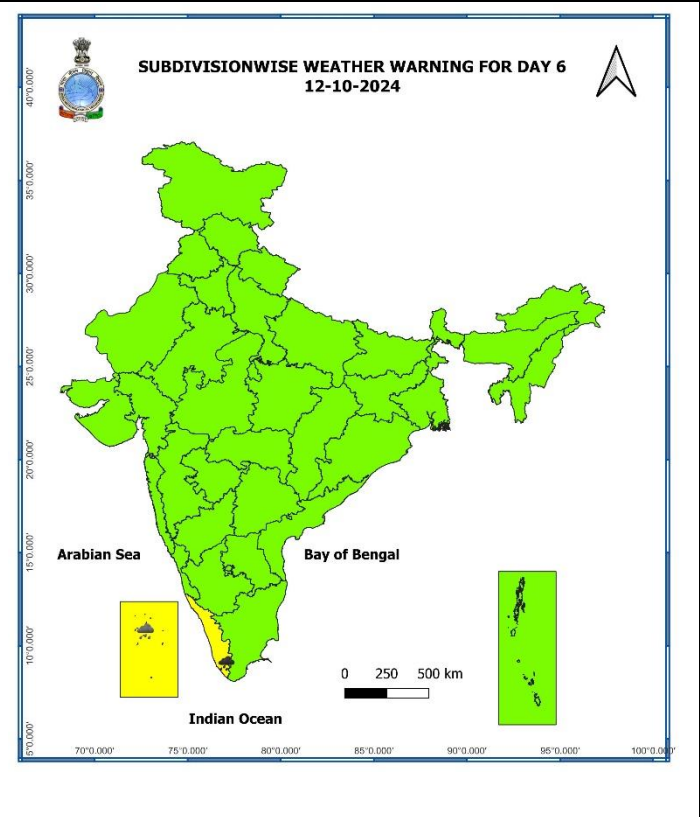 SUBDIVISIONWISE WEATHER WARNING FOR DAY 6
12-10-2024
40°0.000'
35°0.000'
30°0.000'
25°0.000'
20°0.000'
15°0.000'
10°0.000'
5°0.000'
Arabian Sea
Bay of Bengal
0 250 500 km
Indian Ocean
70°0.000' 75°0.000' 80°0.000' 85°0.000' 90°0.000' 95°0.000' 100°0.000'